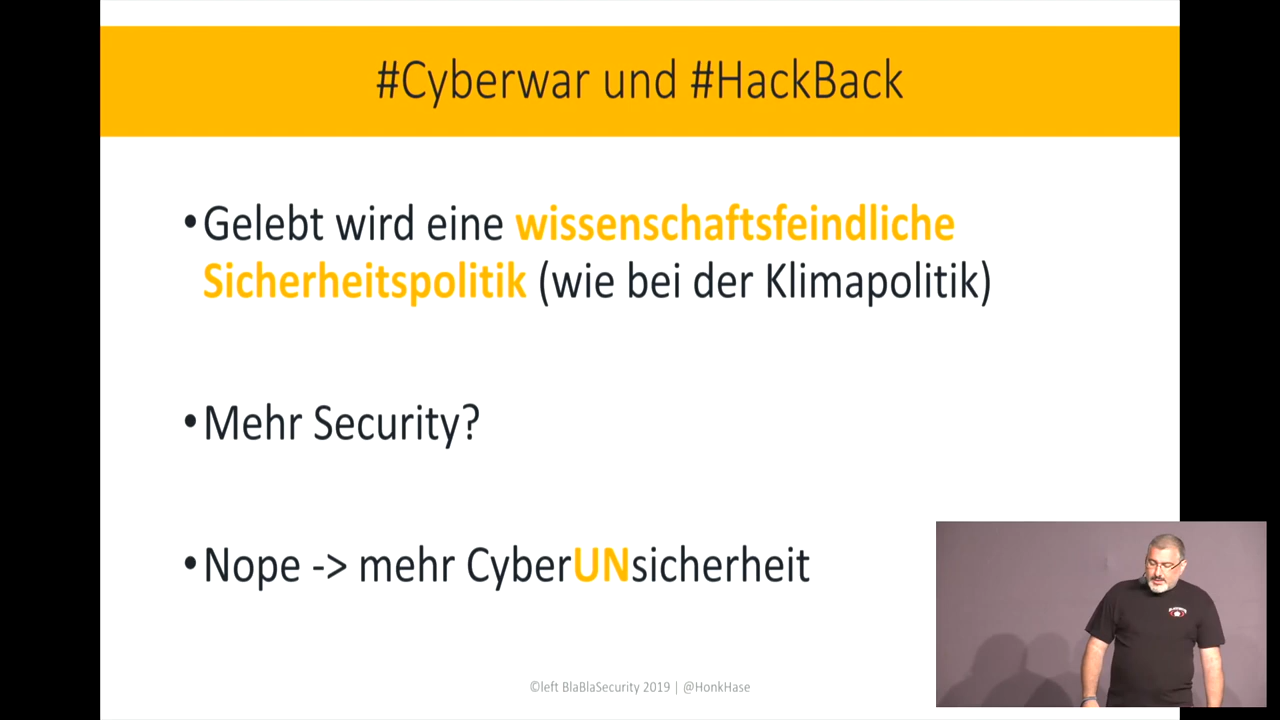 #Cyberwar und #HackBack
•Gelebt wird eine wissenschaftsfeindliche
Sicherheitspolitik (wie bei der Klimapolitik)
•Mehr Security?
•Nope -> mehr CyberUNsicherheit
©left BlaBlaSecurity 2019 | @HonkHase